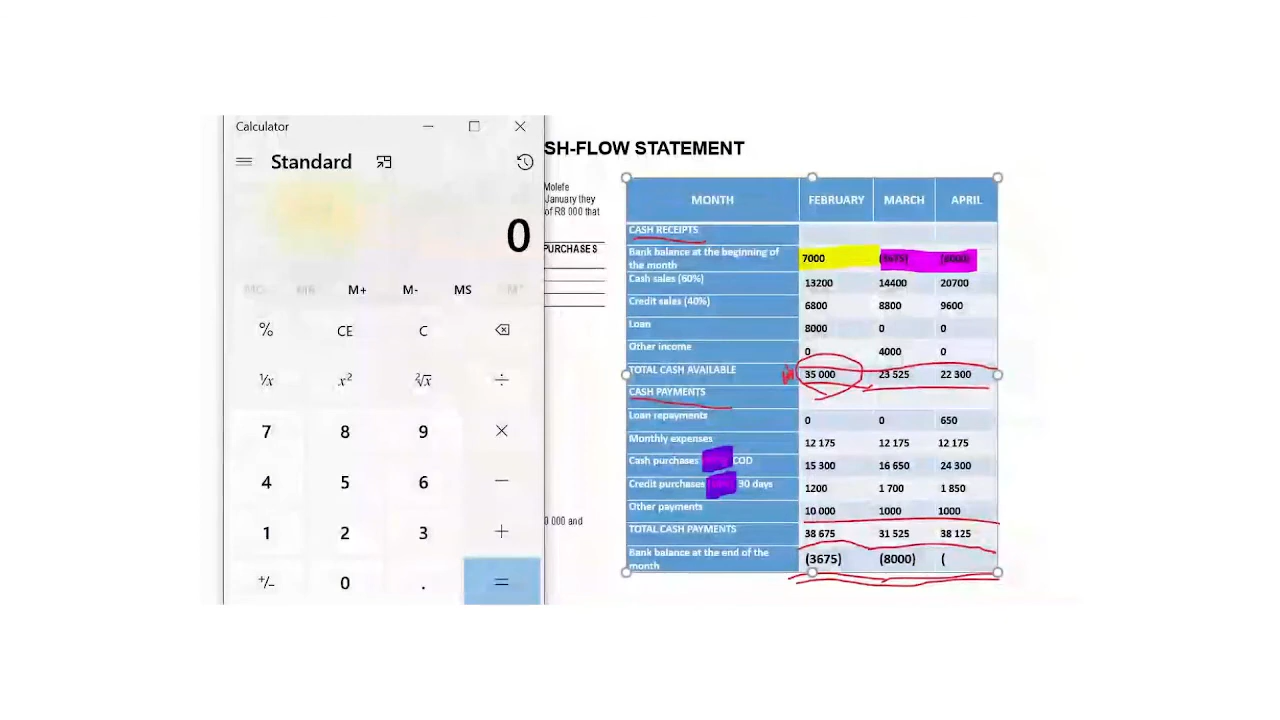 Calculator
Standard
0
M+ M- MS
% CE C
¹/x x² ²√x ÷
7 8 9 ×
4 5 6 −
1 2 3 +
+/- 0 . =
SH-FLOW STATEMENT
Molefe
January they
of R8 000 that
PURCHASES
0 000 and
MONTH FEBRUARY MARCH APRIL
CASH RECEIPTS
Bank balance at the beginning of
the month 7000 (3675) (8000)
Cash sales (60%) 13200 14400 20700
Credit sales (40%) 6800 8800 9600
Loan 8000 0 0
Other income 0 4000 0
TOTAL CASH AVAILABLE 35 000 23 525 22 300
CASH PAYMENTS
Loan repayments 0 0 650
Monthly expenses 12 175 12 175 12 175
Cash purchases COD 15 300 16 650 24 300
Credit purchases 30 days 1200 1 700 1 850
Other payments 10 000 1000 1000
TOTAL CASH PAYMENTS 38 675 31 525 38 125
Bank balance at the end of the
month (3675) (8000) (